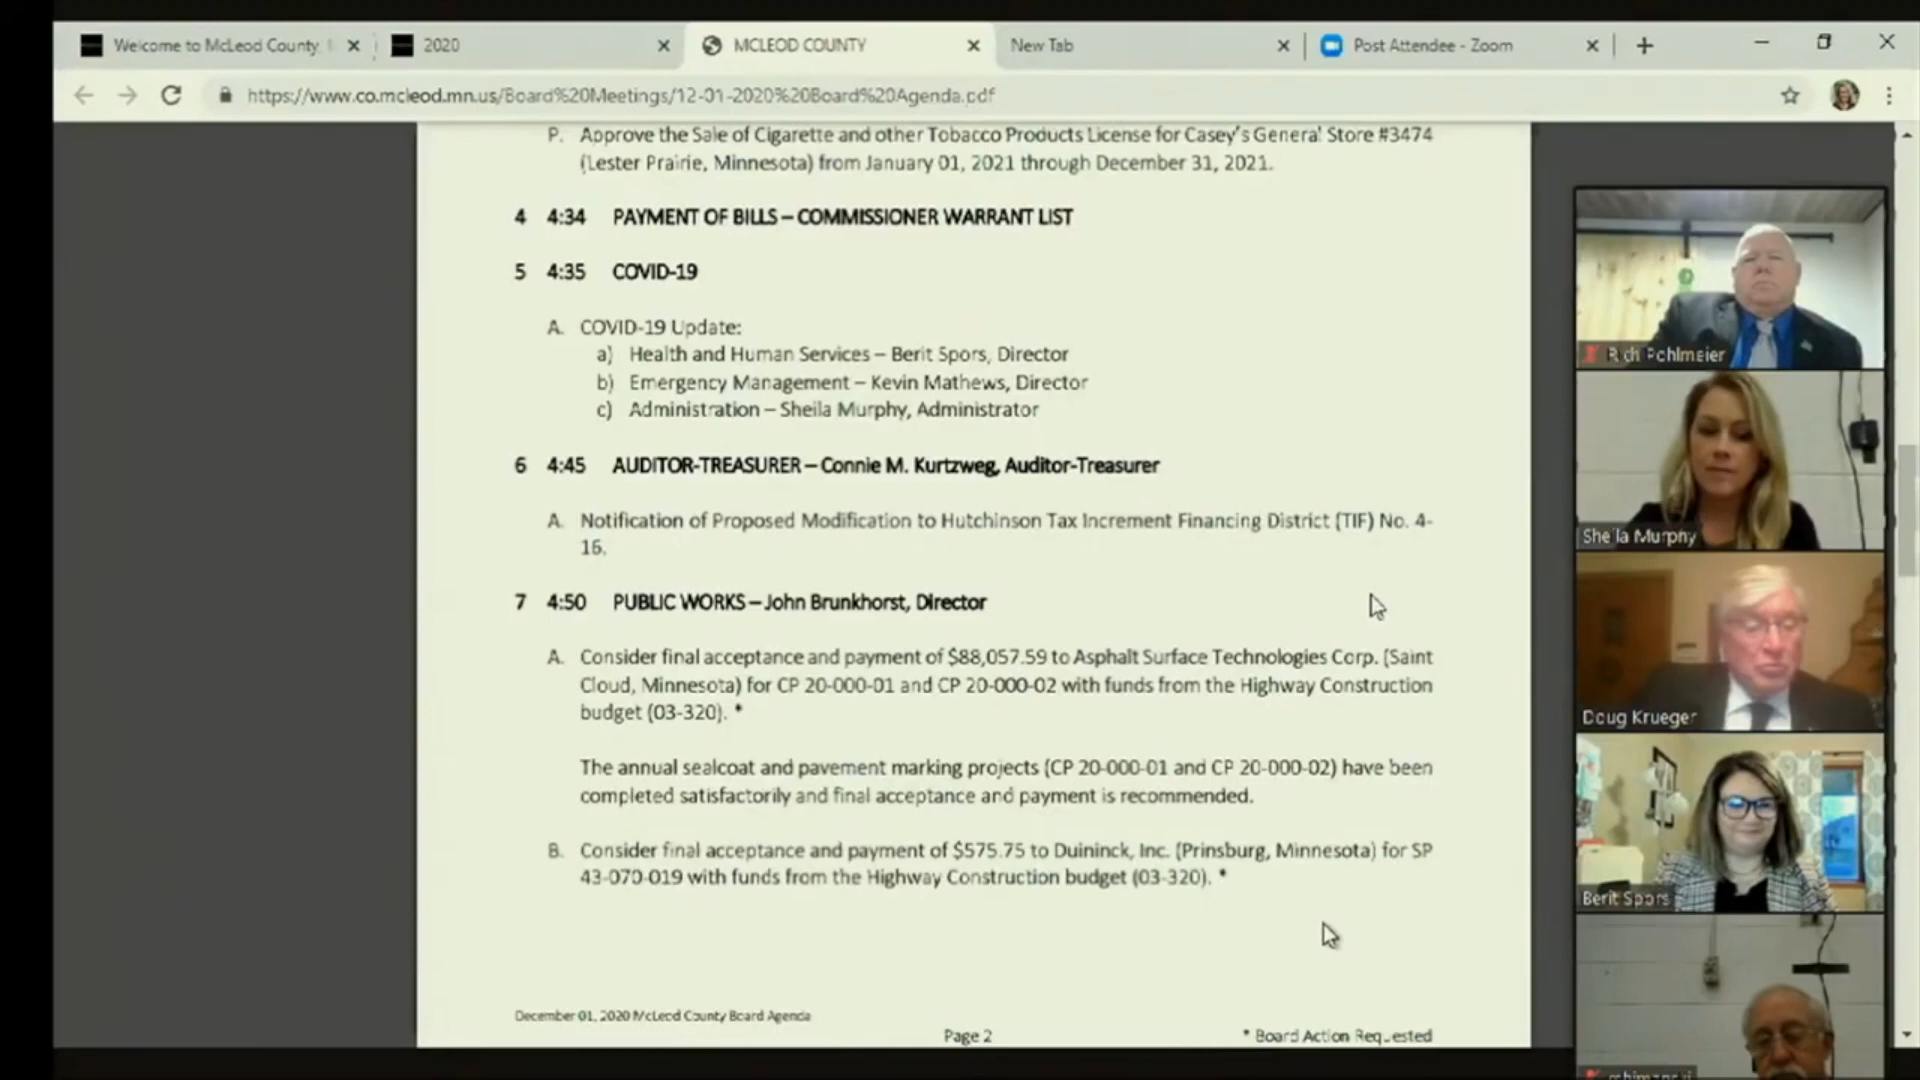 Welcome to McLeod County,
2020
MCLEOD COUNTY
New Tab
Post Attendee - Zoom
https://www.co.mcleod.mn.us/Board%20Meetings/12-01-2020%20Board%20Agenda.pdf
P. Approve the Sale of Cigarette and other Tobacco Products License for Casey's General Store #3474
(Lester Prairie, Minnesota) from January 01, 2021 through December 31, 2021.
4 4:34 PAYMENT OF BILLS – COMMISSIONER WARRANT LIST
5 4:35 COVID-19
A. COVID-19 Update:
a) Health and Human Services – Berit Spors, Director
b) Emergency Management – Kevin Mathews, Director
c) Administration – Sheila Murphy, Administrator
6 4:45 AUDITOR-TREASURER – Connie M. Kurtzweg, Auditor-Treasurer
A. Notification of Proposed Modification to Hutchinson Tax Increment Financing District (TIF) No. 4-
16.
7 4:50 PUBLIC WORKS – John Brunkhorst, Director
A. Consider final acceptance and payment of $88,057.59 to Asphalt Surface Technologies Corp. (Saint
Cloud, Minnesota) for CP 20-000-01 and CP 20-000-02 with funds from the Highway Construction
budget (03-320). *
The annual sealcoat and pavement marking projects (CP 20-000-01 and CP 20-000-02) have been
completed satisfactorily and final acceptance and payment is recommended.
B. Consider final acceptance and payment of $575.75 to Duininck, Inc. (Prinsburg, Minnesota) for SP
43-070-019 with funds from the Highway Construction budget (03-320). *
December 01, 2020 McLeod County Board Agenda
Page 2
* Board Action Requested
Rich Pohlmeier
Sheila Murphy
Doug Krueger
Berit Spors